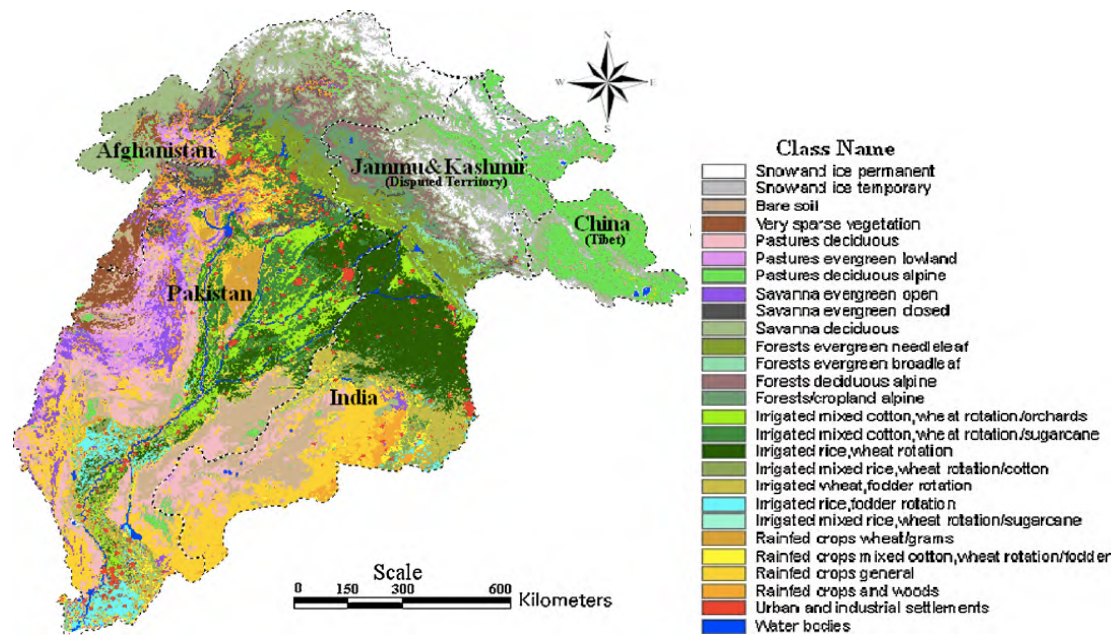 N
W E
S
Afghanistan
Jammu&Kashmir
(Disputed Territory)
China
(Tibet)
Pakistan
India
Scale
0 150 300 600
Kilometers
Class Name
Snowand ice permanent
Snowand ice temporary
Bare soil
Very sparse vegetation
Pastures deciduous
Pastures evergreen lowland
Pastures deciduous alpine
Savanna evergreen open
Savanna evergreen closed
Savanna deciduous
Forests evergreen needleleaf
Forests evergreen broadleaf
Forests deciduous alpine
Forests/cropland alpine
Irrigated mixed cotton,wheat rotation/orchards
Irrigated mixed cotton,wheat rotation/sugarcane
Irrigated rice,wheat rotation
Irrigated mixed rice,wheat rotation/cotton
Irrigated wheat,fodder rotation
Irrigated rice,fodder rotation
Irrigated mixed rice,wheat rotation/sugarcane
Rainfed crops wheat/grams
Rainfed crops mixed cotton,wheat rotation/fodder
Rainfed crops general
Rainfed crops and woods
Urban and industrial settlements
Water bodies